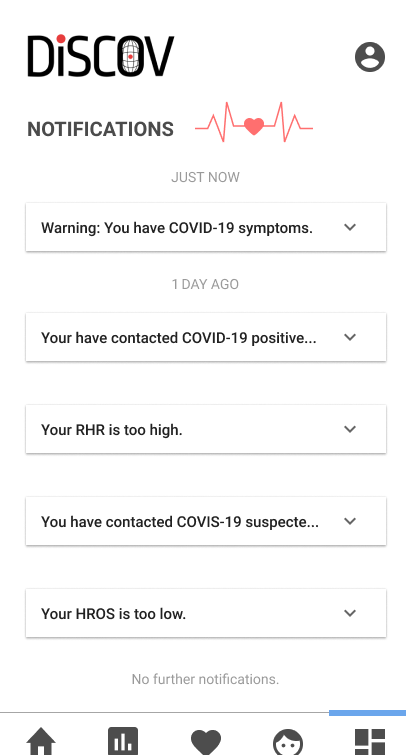 DiSCOV
NOTIFICATIONS
JUST NOW
Warning: You have COVID-19 symptoms.
1 DAY AGO
Your have contacted COVID-19 positive...
Your RHR is too high.
You have contacted COVIS-19 suspecte...
Your HROS is too low.
No further notifications.